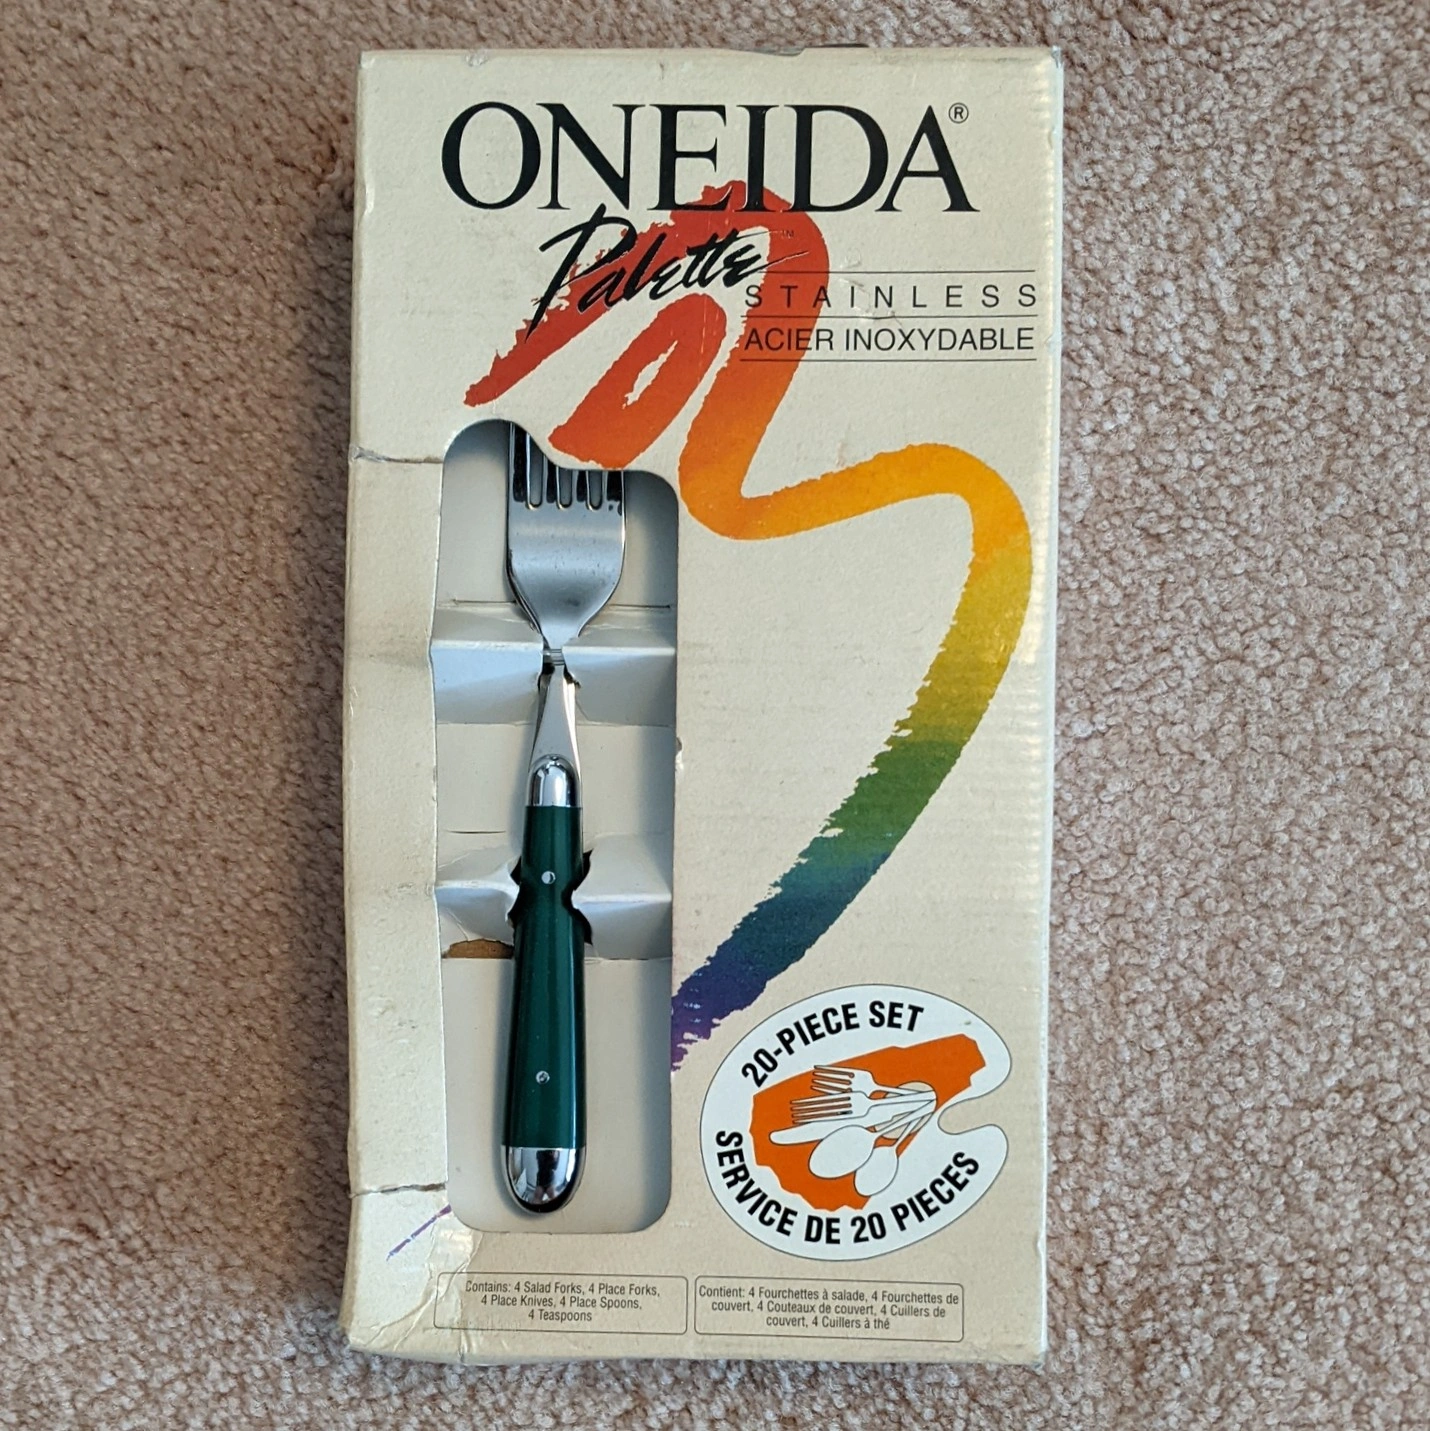 ONEIDA®
Palette™
STAINLESS
ACIER INOXYDABLE
20-PIECE SET
SERVICE DE 20 PIECES
Contains: 4 Salad Forks, 4 Place Forks,
4 Place Knives, 4 Place Spoons,
4 Teaspoons
Contient: 4 Fourchettes à salade, 4 Fourchettes de
couvert, 4 Couteaux de couvert, 4 Cuillers de
couvert, 4 Cuillers à thé